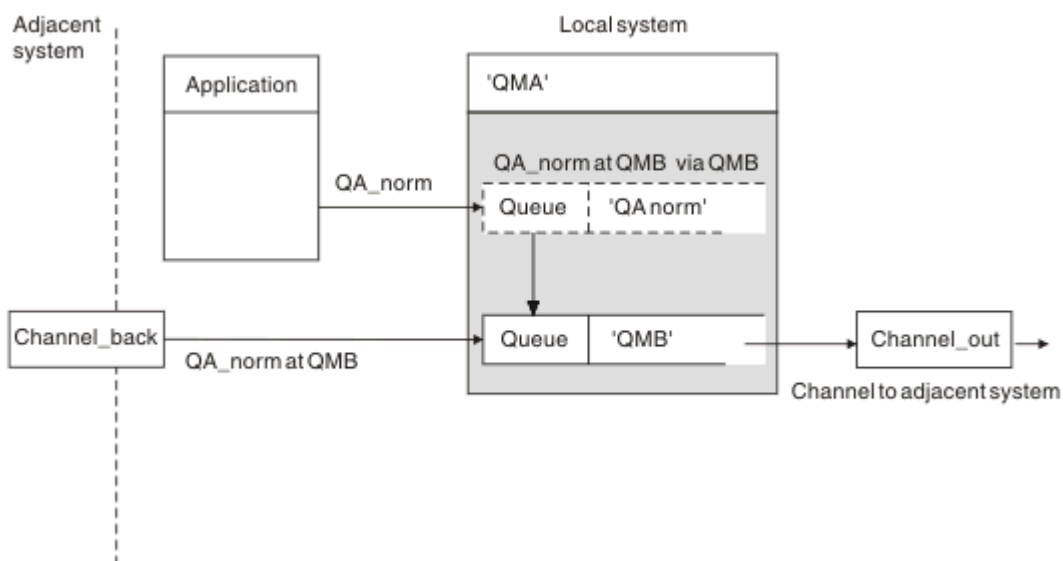 Adjacent
system
Local system
Application
'QMA'
QA_norm at QMB via QMB
QA_norm
Queue
'QA norm'
Channel_back
QA_norm at QMB
Queue
'QMB'
Channel_out
Channel to adjacent system